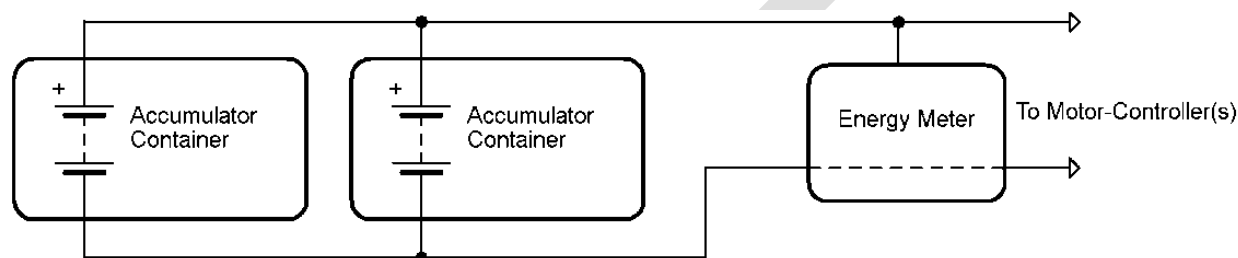 +
Accumulator
Container
+
Accumulator
Container
Energy Meter
To Motor-Controller(s)